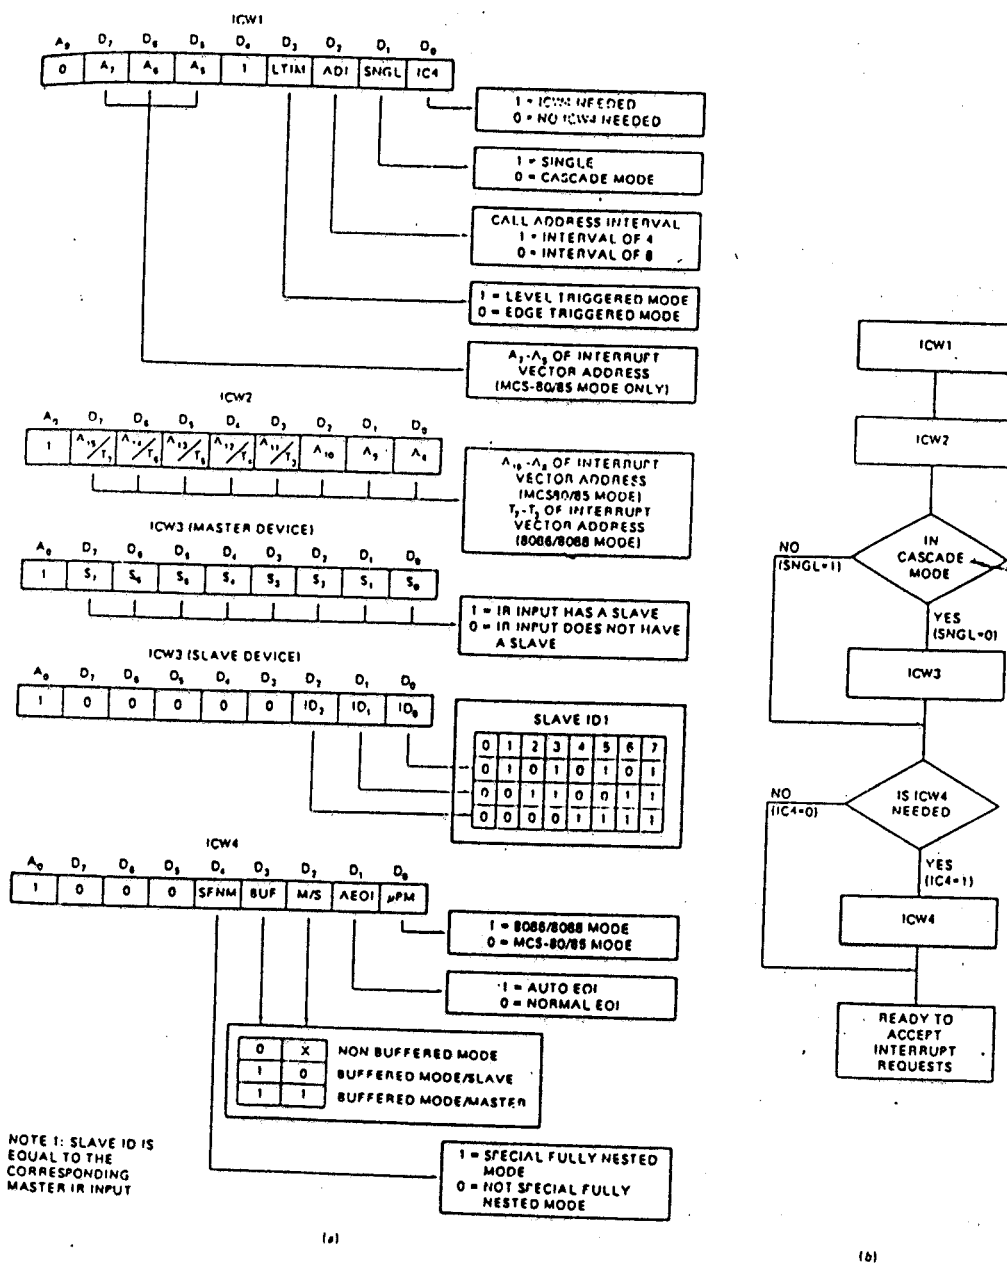 ICW1
A0 D7 D6 D5 D4 D3 D2 D1 D0
0 A7 A6 A5 1 LTIM ADI SNGL IC4
1 = ICW4 NEEDED
0 = NO ICW4 NEEDED
1 = SINGLE
0 = CASCADE MODE
CALL ADDRESS INTERVAL
1 = INTERVAL OF 4
0 = INTERVAL OF 8
1 = LEVEL TRIGGERED MODE
0 = EDGE TRIGGERED MODE
A7-A5 OF INTERRUPT
VECTOR ADDRESS
(MCS-80/85 MODE ONLY)
ICW2
A0 D7 D6 D5 D4 D3 D2 D1 D0
1 A15/T7 A14/T6 A13/T5 A12/T4 A11/T3 A10 A9 A8
A15-A8 OF INTERRUPT
VECTOR ADDRESS
(MCS80/85 MODE)
T7-T3 OF INTERRUPT
VECTOR ADDRESS
(8086/8088 MODE)
ICW3 (MASTER DEVICE)
A0 D7 D6 D5 D4 D3 D2 D1 D0
1 S7 S6 S5 S4 S3 S2 S1 S0
1 = IR INPUT HAS A SLAVE
0 = IR INPUT DOES NOT HAVE
A SLAVE
ICW3 (SLAVE DEVICE)
A0 D7 D6 D5 D4 D3 D2 D1 D0
1 0 0 0 0 0 ID2 ID1 ID0
SLAVE ID1
0 1 2 3 4 5 6 7
0 1 0 1 0 1 0 1
0 0 1 1 0 0 1 1
0 0 0 0 1 1 1 1
ICW4
A0 D7 D6 D5 D4 D3 D2 D1 D0
1 0 0 0 SFNM BUF M/S AEOI μPM
1 = 8086/8088 MODE
0 = MCS-80/85 MODE
1 = AUTO EOI
0 = NORMAL EOI
0 X NON BUFFERED MODE
1 0 BUFFERED MODE/SLAVE
1 1 BUFFERED MODE/MASTER
1 = SPECIAL FULLY NESTED
MODE
0 = NOT SPECIAL FULLY
NESTED MODE
NOTE 1: SLAVE ID IS
EQUAL TO THE
CORRESPONDING
MASTER IR INPUT
(a)
ICW1
ICW2
IN
CASCADE
MODE
NO
(SNGL=1)
YES
(SNGL=0)
ICW3
IS ICW4
NEEDED
NO
(IC4=0)
YES
(IC4=1)
ICW4
READY TO
ACCEPT
INTERRUPT
REQUESTS
(b)